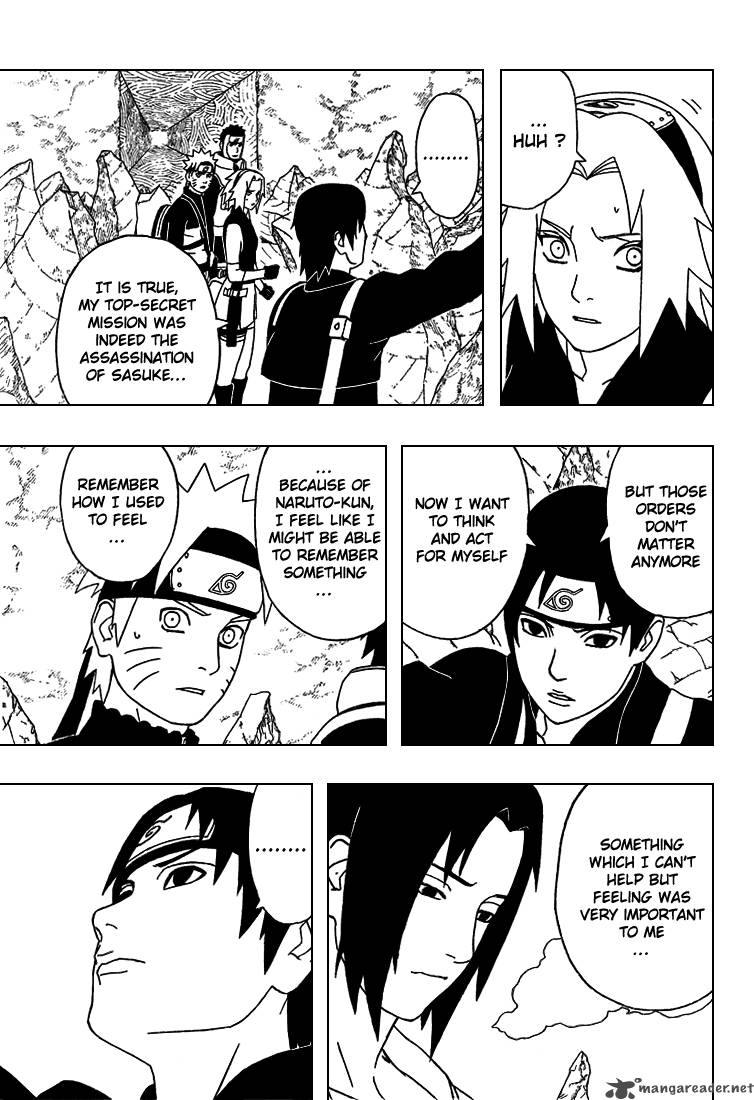 ...
HUH ?
.........
IT IS TRUE,
MY TOP-SECRET
MISSION WAS
INDEED THE
ASSASSINATION
OF SASUKE...
BUT THOSE
ORDERS
DON'T
MATTER
ANYMORE
NOW I WANT
TO THINK
AND ACT
FOR MYSELF
...
BECAUSE OF
NARUTO-KUN,
I FEEL LIKE I
MIGHT BE ABLE
TO REMEMBER
SOMETHING
...
REMEMBER
HOW I USED
TO FEEL
...
SOMETHING
WHICH I CAN'T
HELP BUT
FEELING WAS
VERY IMPORTANT
TO ME
...
.........
mangareader.net